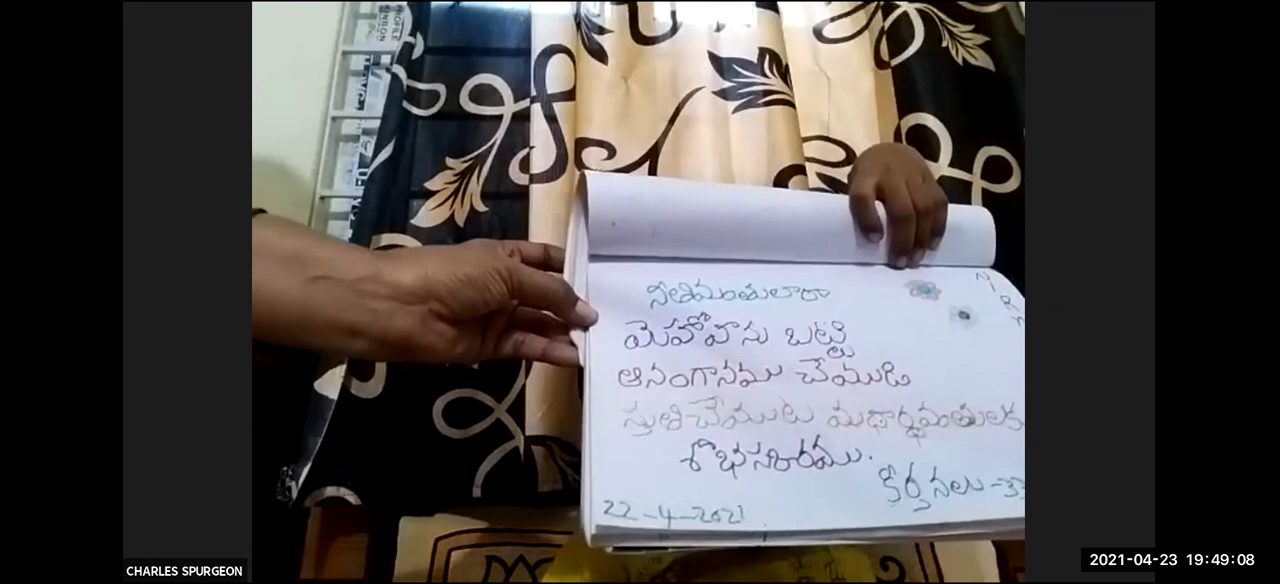 నీతిమంతులారా
యెహోవాను బట్టి
ఆనంగానము చేయుడి
స్తుతిచేయుట యథార్థవంతులకు
శోభస్కరము.
కీర్తనలు -33
22-4-2021
CHARLES SPURGEON
2021-04-23 19:49:08